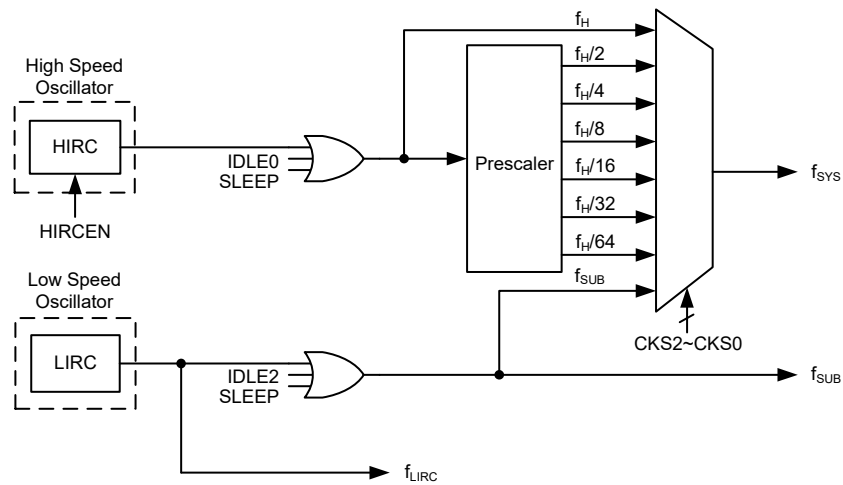 High Speed
Oscillator
HIRC
HIRCEN
IDLE0
SLEEP
Prescaler
fH
fH/2
fH/4
fH/8
fH/16
fH/32
fH/64
fSUB
fSYS
CKS2~CKS0
Low Speed
Oscillator
LIRC
IDLE2
SLEEP
fSUB
fLIRC